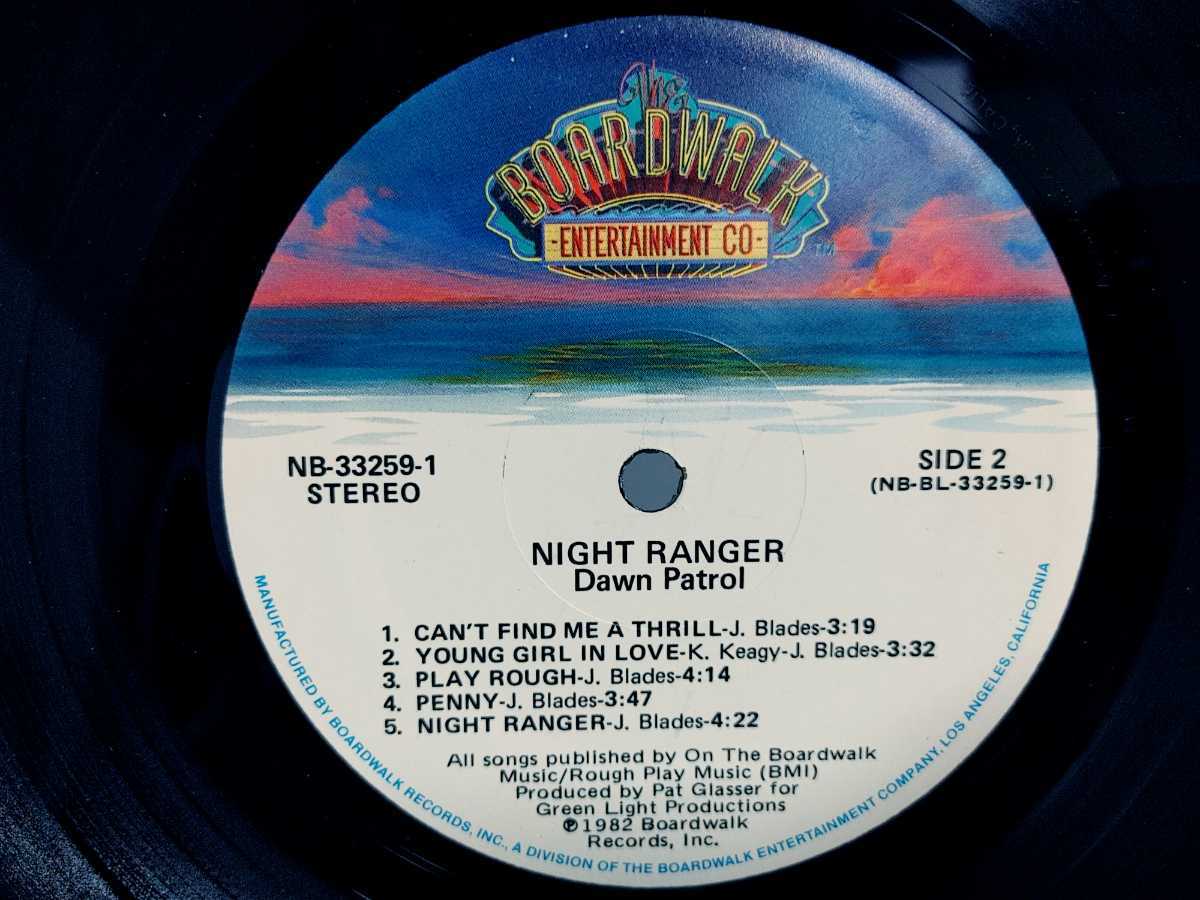 The
BOARDWALK
-ENTERTAINMENT CO-
TM
NB-33259-1
STEREO
SIDE 2
(NB-BL-33259-1)
NIGHT RANGER
Dawn Patrol
1. CAN'T FIND ME A THRILL-J. Blades-3:19
2. YOUNG GIRL IN LOVE-K. Keagy-J. Blades-3:32
3. PLAY ROUGH-J. Blades-4:14
4. PENNY-J. Blades-3:47
5. NIGHT RANGER-J. Blades-4:22
All songs published by On The Boardwalk
Music/Rough Play Music (BMI)
Produced by Pat Glasser for
Green Light Productions
℗1982 Boardwalk
Records, Inc.
MANUFACTURED BY BOARDWALK RECORDS, INC., A DIVISION OF THE BOARDWALK ENTERTAINMENT COMPANY, LOS ANGELES, CALIFORNIA